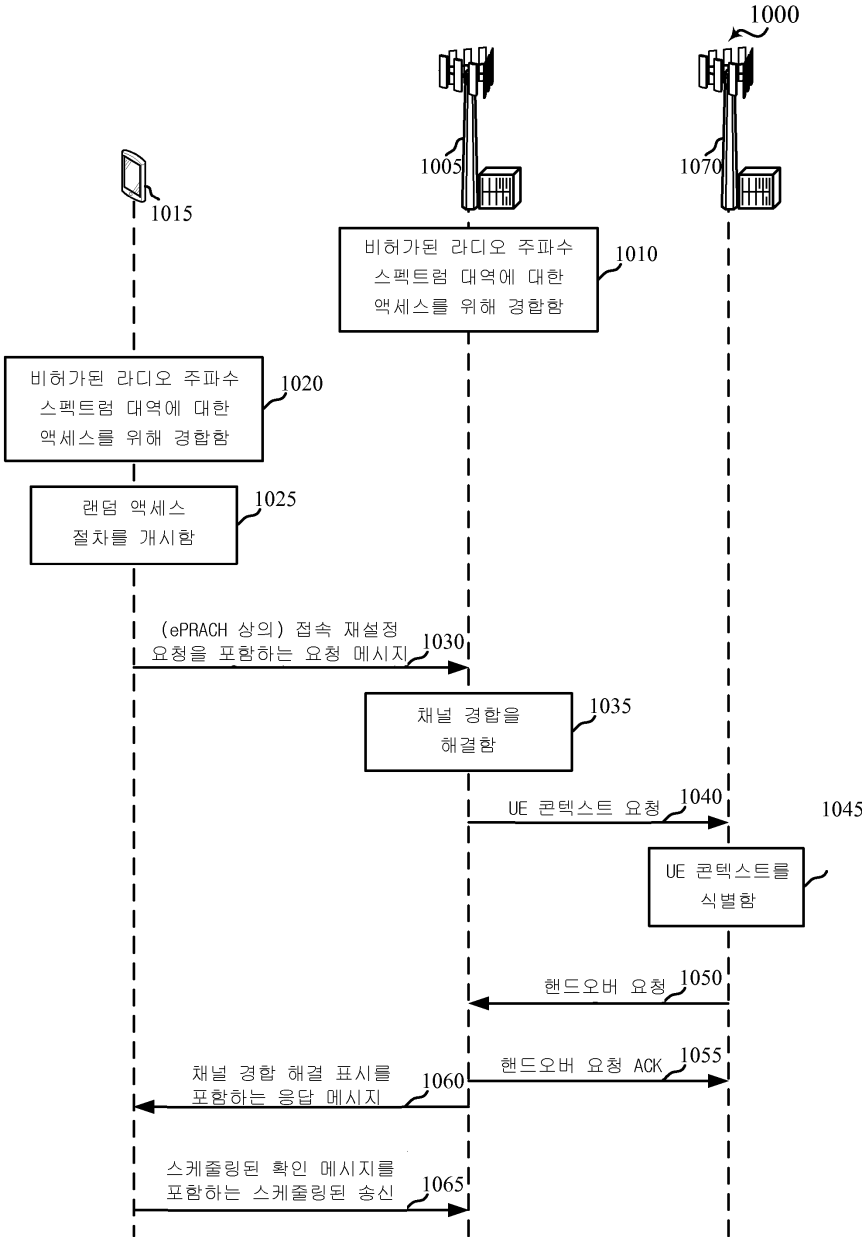 1000
1005
1070
1015
비허가된 라디오 주파수
스펙트럼 대역에 대한
액세스를 위해 경합함
1010
비허가된 라디오 주파수
스펙트럼 대역에 대한
액세스를 위해 경합함
1020
랜덤 액세스
절차를 개시함
1025
(ePRACH 상의) 접속 재설정
요청을 포함하는 요청 메시지
1030
채널 경합을
해결함
1035
UE 콘텍스트 요청
1040
1045
UE 콘텍스트를
식별함
핸드오버 요청
1050
핸드오버 요청 ACK
1055
채널 경합 해결 표시를
포함하는 응답 메시지
1060
스케줄링된 확인 메시지를
포함하는 스케줄링된 송신
1065